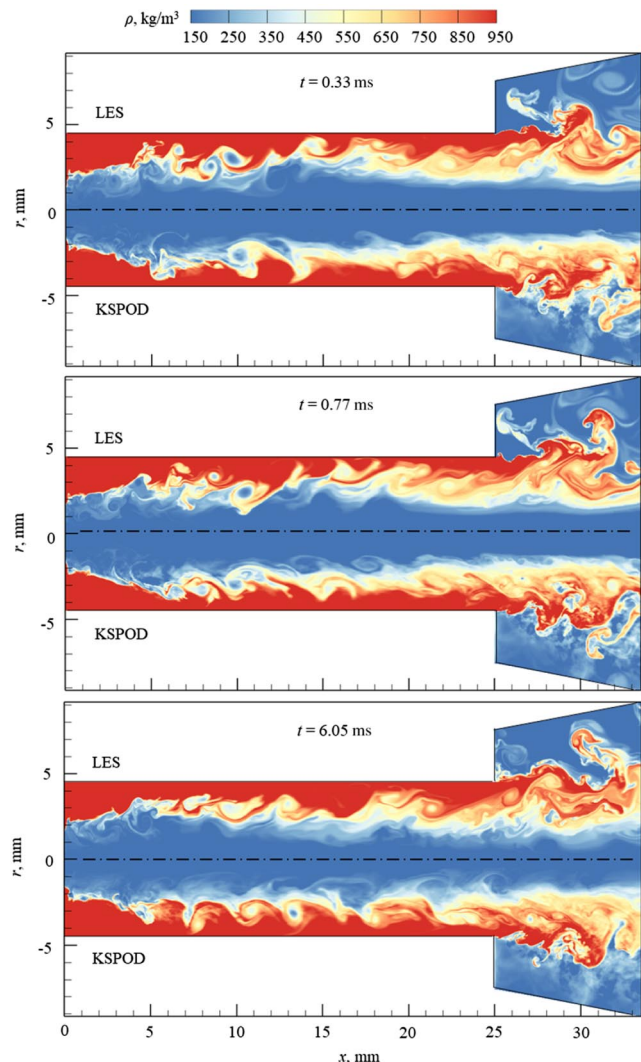 ρ, kg/m³
150 250 350 450 550 650 750 850 950
t = 0.33 ms
LES
5
r, mm
0
-5
KSPOD
t = 0.77 ms
LES
5
r, mm
0
-5
KSPOD
t = 6.05 ms
LES
5
r, mm
0
-5
KSPOD
0 5 10 15 20 25 30
x, mm